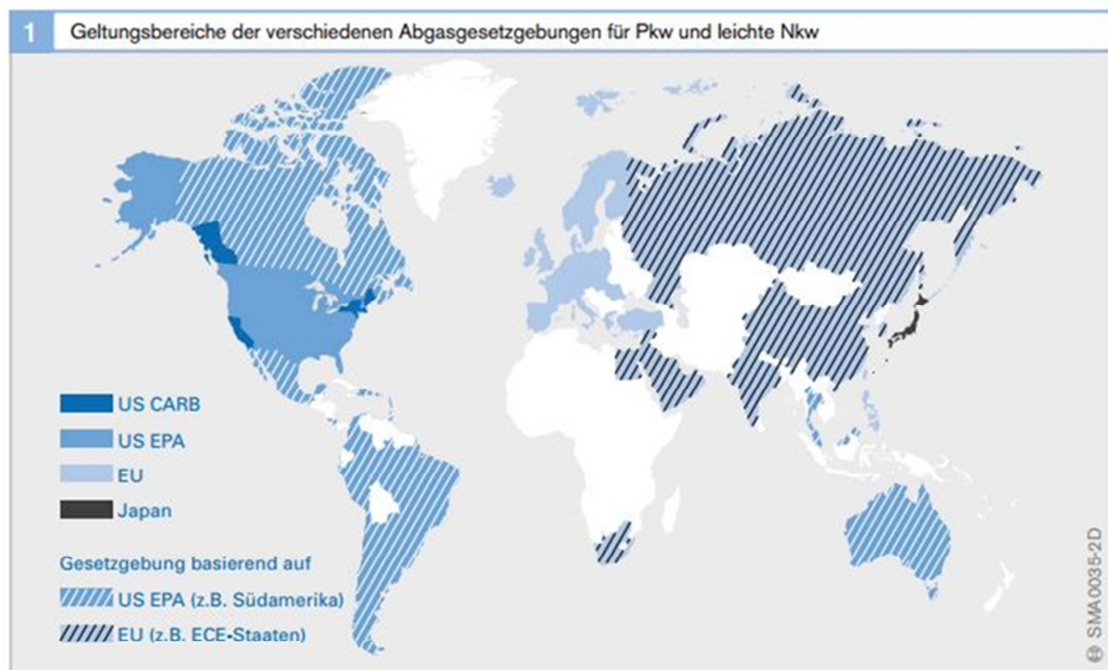 1 Geltungsbereiche der verschiedenen Abgasgesetzgebungen für Pkw und leichte Nkw
US CARB
US EPA
EU
Japan
Gesetzgebung basierend auf
US EPA (z.B. Südamerika)
EU (z.B. ECE-Staaten)
© SMA0035-2D